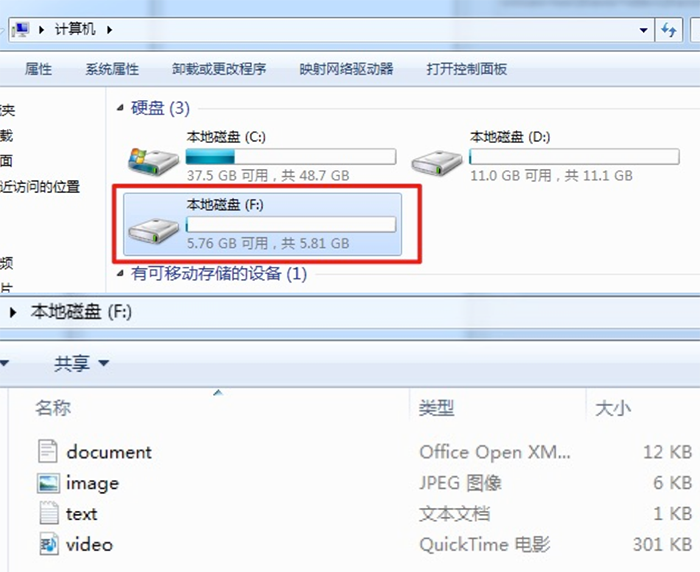 计算机
属性 系统属性 卸载或更改程序 映射网络驱动器 打开控制面板
夹
载
面
近访问的位置
频
片
硬盘 (3)
本地磁盘 (C:)
37.5 GB 可用，共 48.7 GB
本地磁盘 (D:)
11.0 GB 可用，共 11.1 GB
本地磁盘 (F:)
5.76 GB 可用，共 5.81 GB
有可移动存储的设备 (1)
本地磁盘 (F:)
共享
名称 类型 大小
document Office Open XM... 12 KB
image JPEG 图像 6 KB
text 文本文档 1 KB
video QuickTime 电影 301 KB